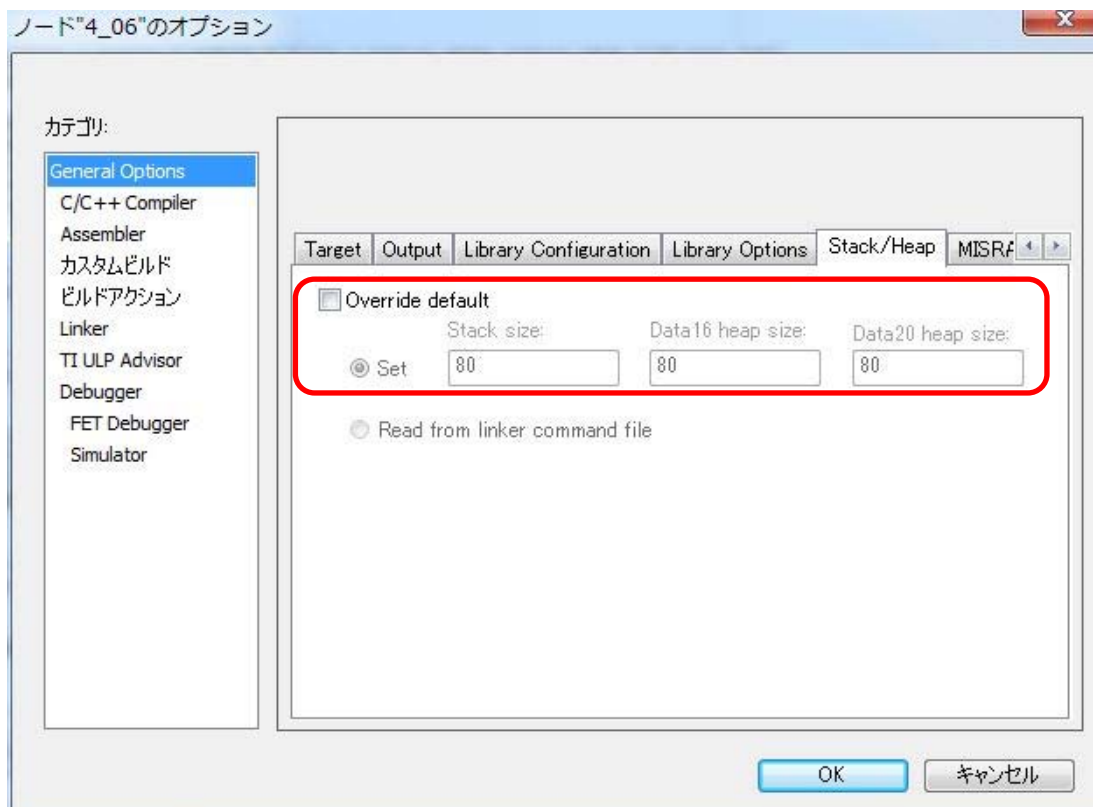 ノード"4_06"のオプション
カテゴリ:
General Options
C/C++ Compiler
Assembler
カスタムビルド
ビルドアクション
Linker
TI ULP Advisor
Debugger
FET Debugger
Simulator
Target Output Library Configuration Library Options Stack/Heap MISRA
Override default
Stack size: Data16 heap size: Data20 heap size:
Set 80 80 80
Read from linker command file
OK キャンセル